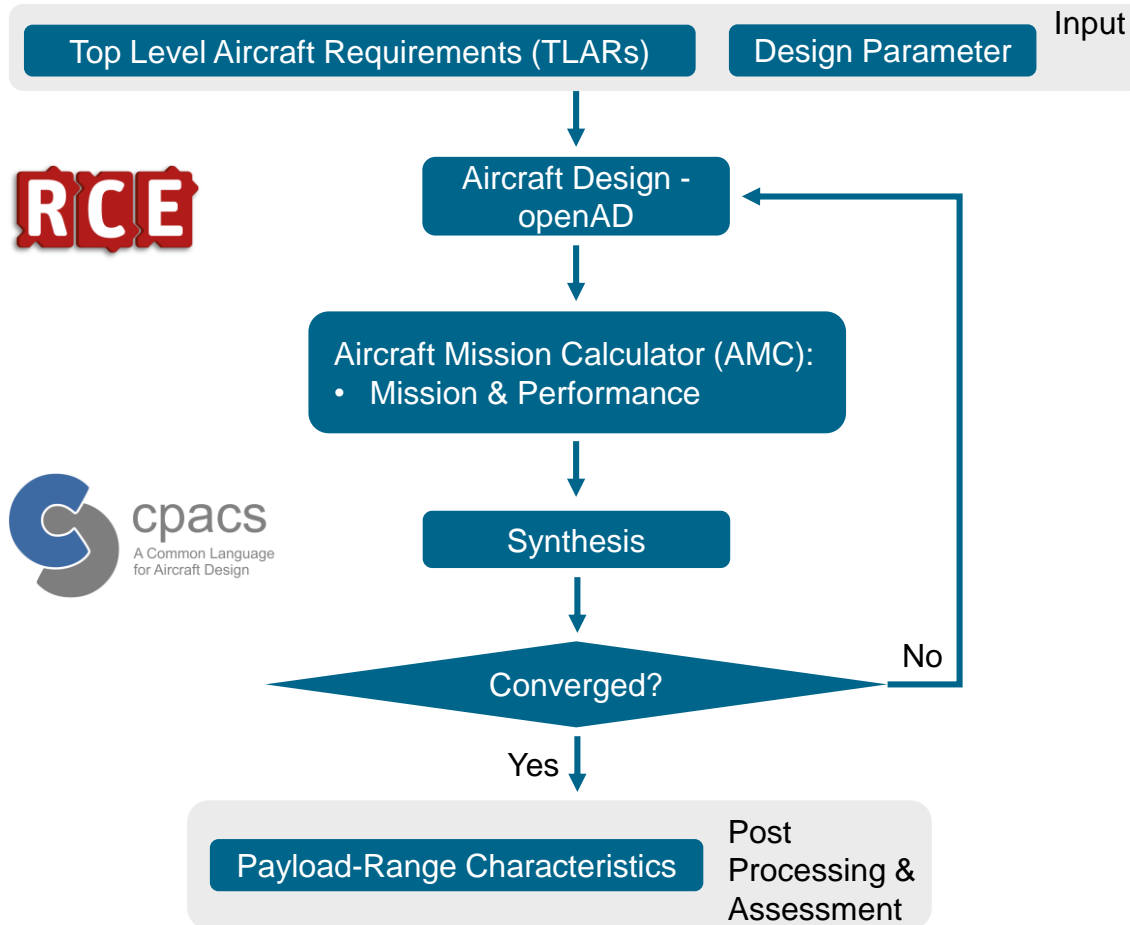 Input
Top Level Aircraft Requirements (TLARs)
Design Parameter
RCE
Aircraft Design -
openAD
Aircraft Mission Calculator (AMC):
• Mission & Performance
cpacs
A Common Language
for Aircraft Design
Synthesis
Converged?
No
Yes
Payload-Range Characteristics
Post
Processing &
Assessment